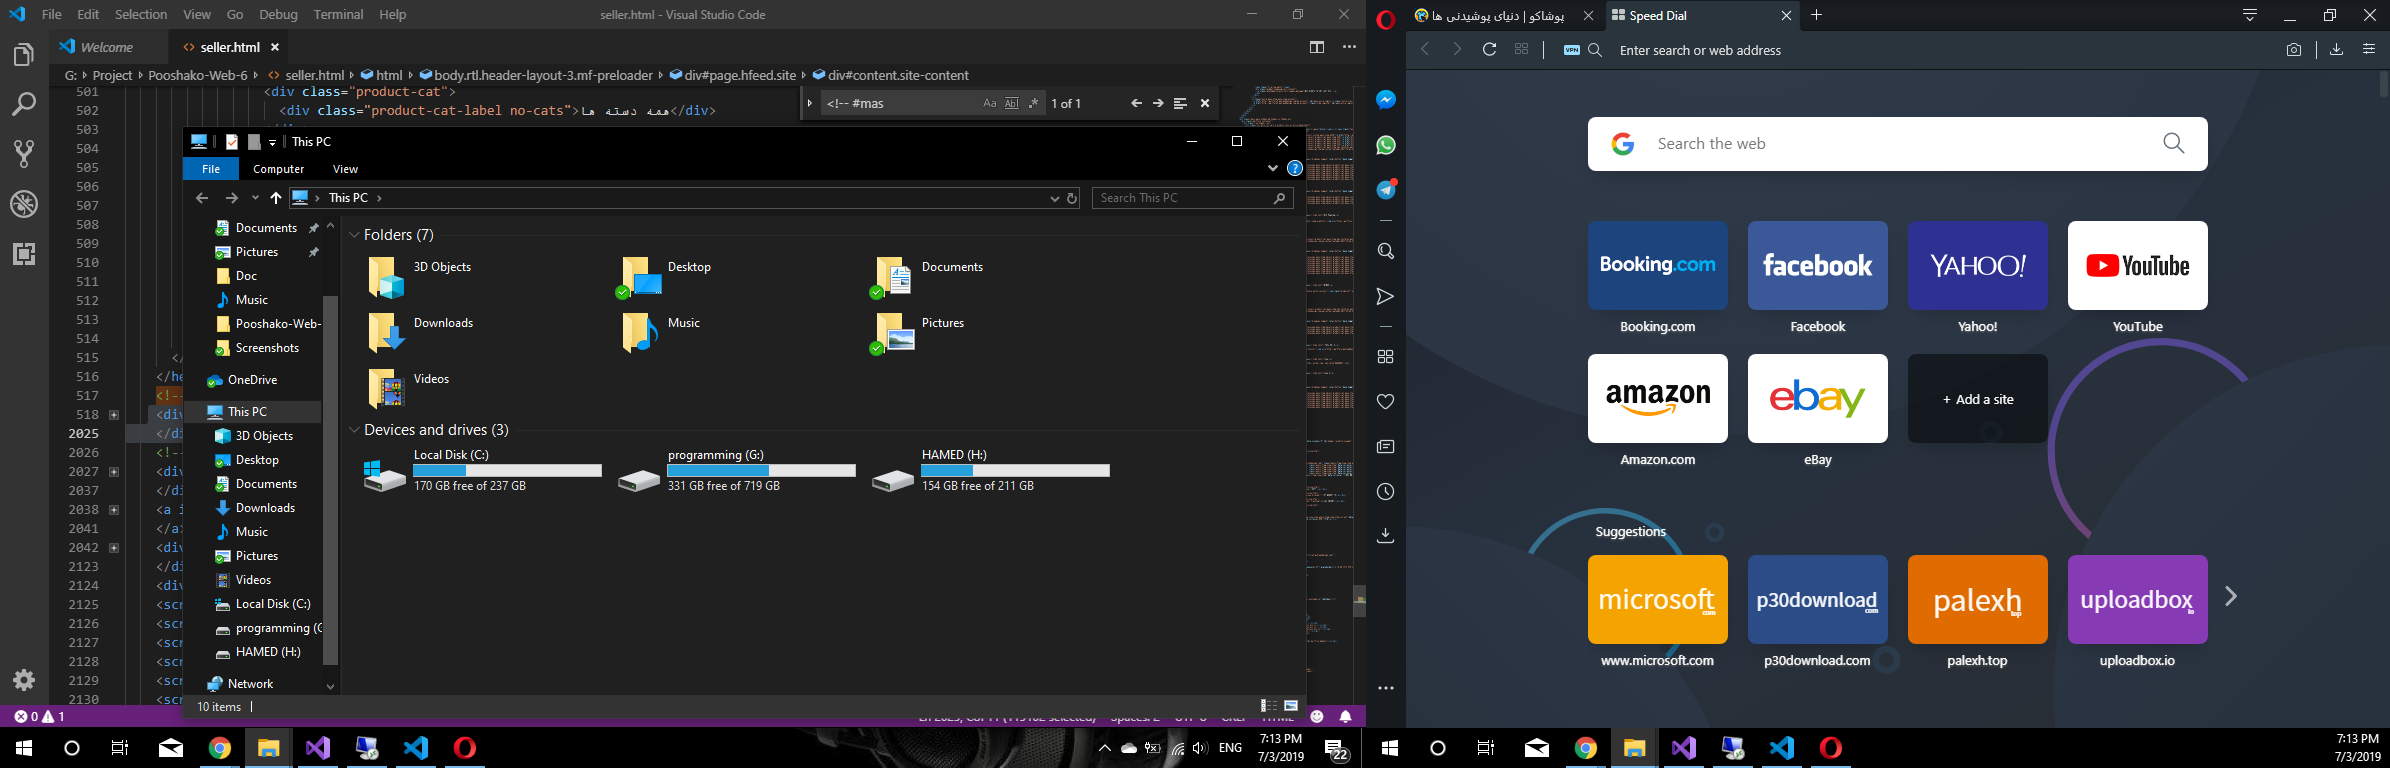 File Edit Selection View Go Debug Terminal Help
seller.html - Visual Studio Code
Welcome
seller.html
G: Project Pooshako-Web-6 seller.html html body.rtl.header-layout-3.mf-preloader div#page.hfeed.site div#content.site-content
501 <div class="product-cat">
502 <div class="product-cat-label no-cats">همه دسته ها</div>
503
504
505
506
507
508
509
510
511
512
513
514
515 </
516 </he
517 <!--
518 <div
2025 </di
2026 <!--
2027 <div
2037 </di
2038 <a i
2041 </a>
2042 <div
2123 </di
2124 <div
2125 <scr
2126 <scr
2127 <scr
2128 <scr
2129 <scr
2130 <scr
<!-- #mas
Aa Abl .*
1 of 1
This PC
File Computer View
This PC
Search This PC
Documents
Pictures
Doc
Music
Pooshako-Web-
Screenshots
OneDrive
This PC
3D Objects
Desktop
Documents
Downloads
Music
Pictures
Videos
Local Disk (C:)
programming (G
HAMED (H:)
Network
Folders (7)
3D Objects
Desktop
Documents
Downloads
Music
Pictures
Videos
Devices and drives (3)
Local Disk (C:)
170 GB free of 237 GB
programming (G:)
331 GB free of 719 GB
HAMED (H:)
154 GB free of 211 GB
10 items
0 1
ENG
7:13 PM
7/3/2019
22
پوشاکو | دنیای پوشیدنی ها
Speed Dial
VPN
Enter search or web address
Search the web
Booking.com
facebook
YAHOO!
YouTube
Booking.com
Facebook
Yahoo!
YouTube
amazon
ebay
+ Add a site
Amazon.com
eBay
Suggestions
microsoft.com
p30download.com
palexh.top
uploadbox.io
www.microsoft.com
p30download.com
palexh.top
uploadbox.io
7:13 PM
7/3/2019